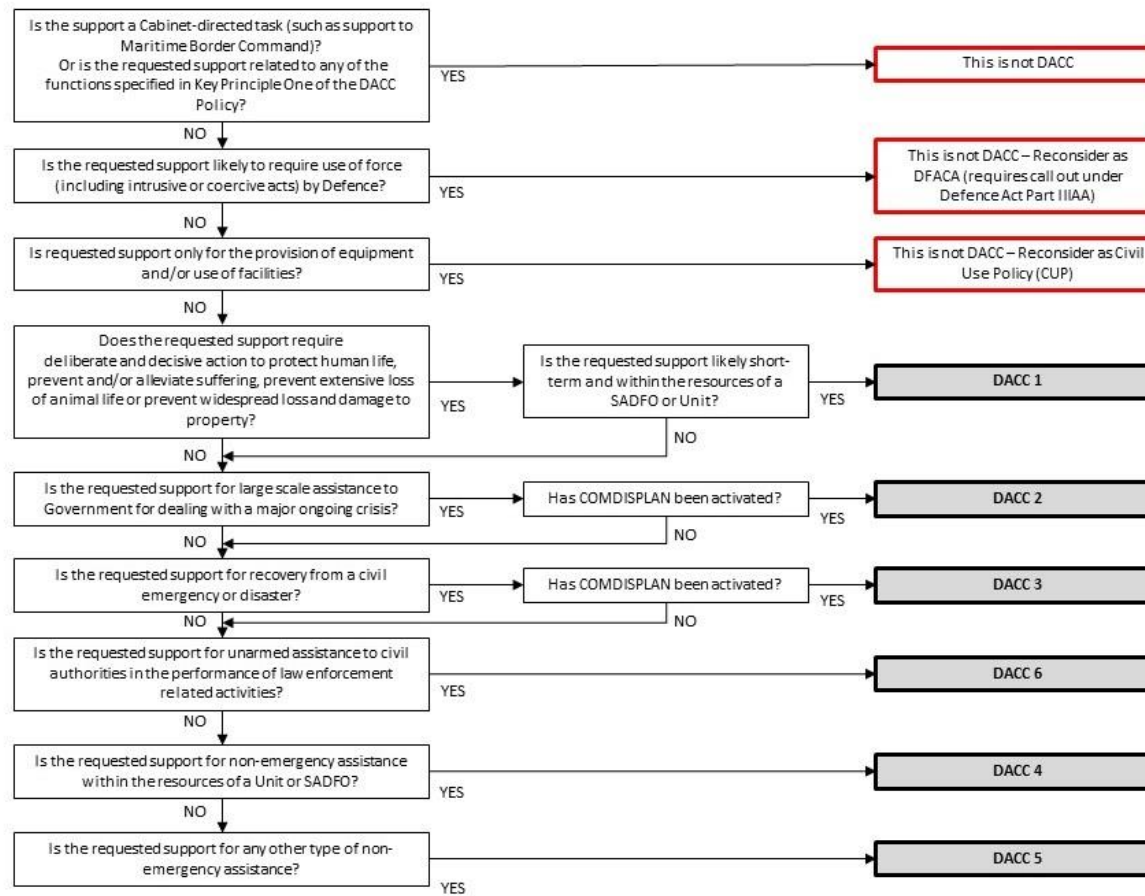 Is the support a Cabinet-directed task (such as support to
Maritime Border Command)?
Or is the requested support related to any of the
functions specified in Key Principle One of the DACC
Policy?
YES
This is not DACC
NO
Is the requested support likely to require use of force
(including intrusive or coercive acts) by Defence?
YES
This is not DACC – Reconsider as
DFACA (requires call out under
Defence Act Part IIIAA)
NO
Is requested support only for the provision of equipment
and/or use of facilities?
YES
This is not DACC – Reconsider as Civil
Use Policy (CUP)
NO
Does the requested support require
deliberate and decisive action to protect human life,
prevent and/or alleviate suffering, prevent extensive loss
of animal life or prevent widespread loss and damage to
property?
YES
Is the requested support likely short-
term and within the resources of a
SADFO or Unit?
YES
DACC 1
NO
NO
Is the requested support for large scale assistance to
Government for dealing with a major ongoing crisis?
YES
Has COMDISPLAN been activated?
YES
DACC 2
NO
NO
Is the requested support for recovery from a civil
emergency or disaster?
YES
Has COMDISPLAN been activated?
YES
DACC 3
NO
NO
Is the requested support for unarmed assistance to civil
authorities in the performance of law enforcement
related activities?
YES
DACC 6
NO
Is the requested support for non-emergency assistance
within the resources of a Unit or SADFO?
YES
DACC 4
NO
Is the requested support for any other type of non-
emergency assistance?
YES
DACC 5